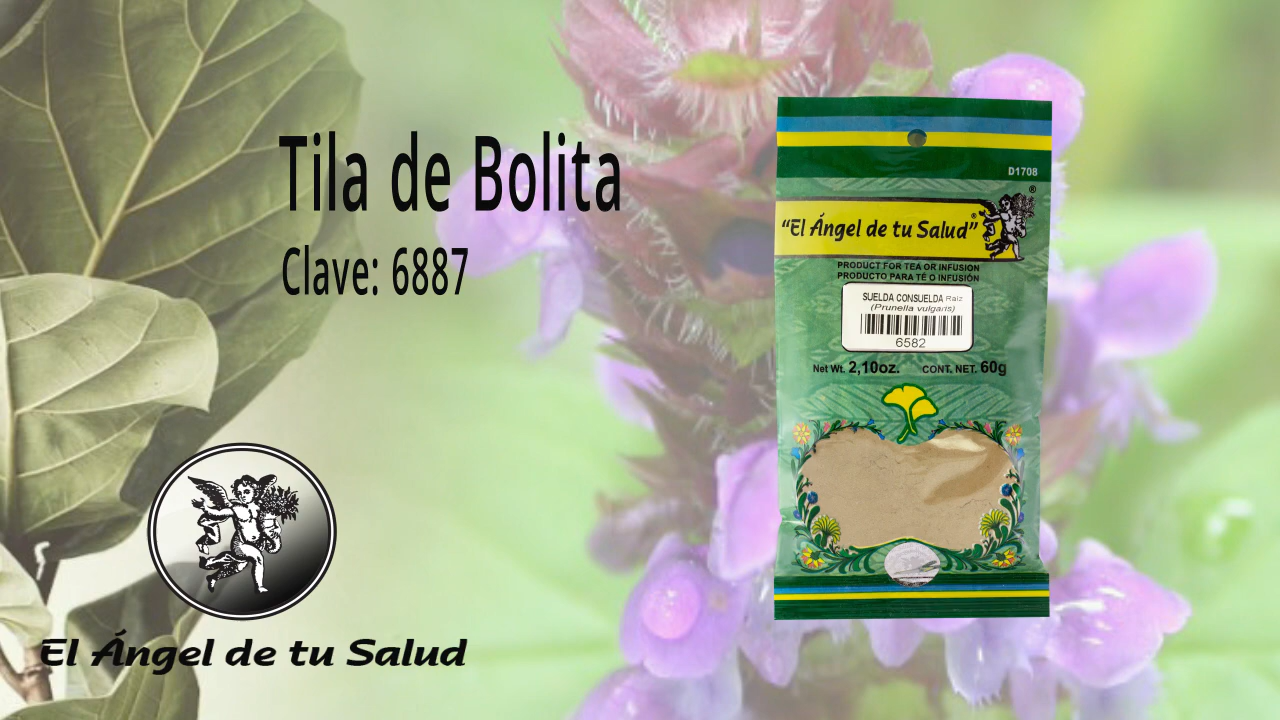 Tila de Bolita
Clave: 6887
El Ángel de tu Salud
D1708
®
"El Ángel de tu Salud"®
PRODUCT FOR TEA OR INFUSION
PRODUCTO PARA TÉ O INFUSIÓN
SUELDA CONSUELDA Raíz
(Prunella vulgaris)
6582
Net Wt. 2,10oz. CONT. NET. 60g